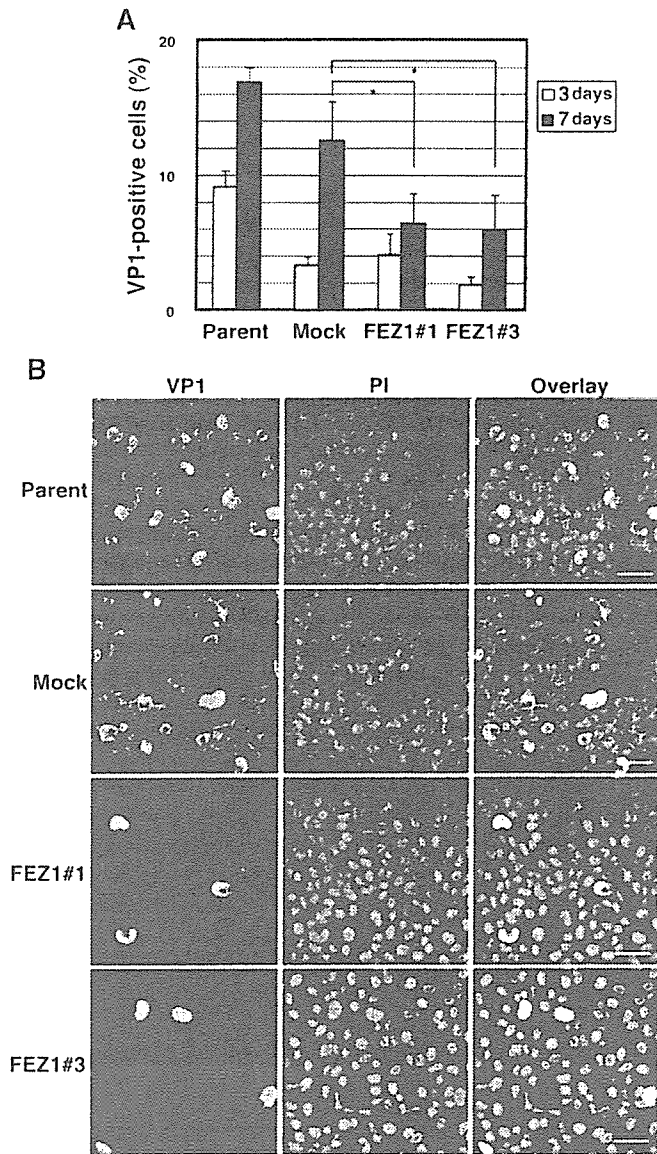 A
VP1-positive cells (%)
20
10
0
* *
3 days
7 days
Parent Mock FEZ1#1 FEZ1#3
B
VP1 PI Overlay
Parent
Mock
FEZ1#1
FEZ1#3